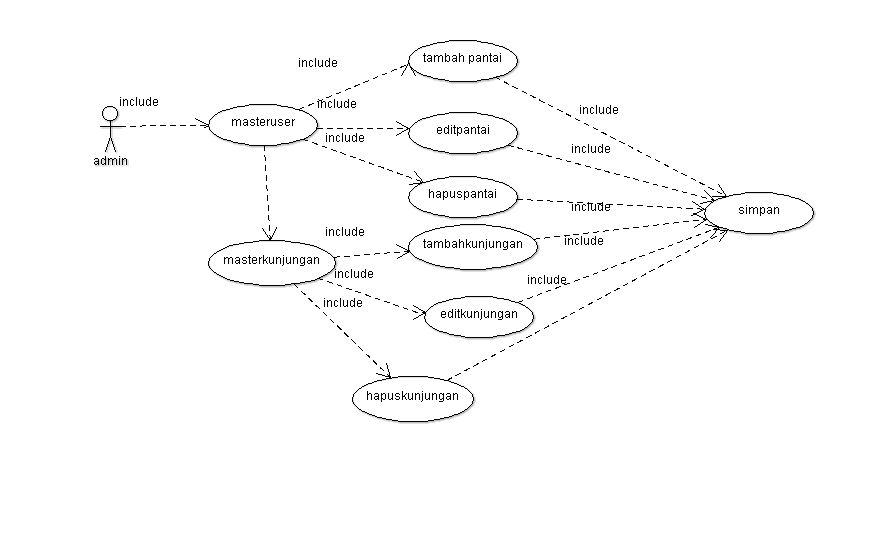 include
tambah pantai
include
include
include
admin
masteruser
editpantai
include
include
hapuspantai
include
simpan
include
tambahkunjungan
include
masterkunjungan
include
include
include
editkunjungan
hapuskunjungan